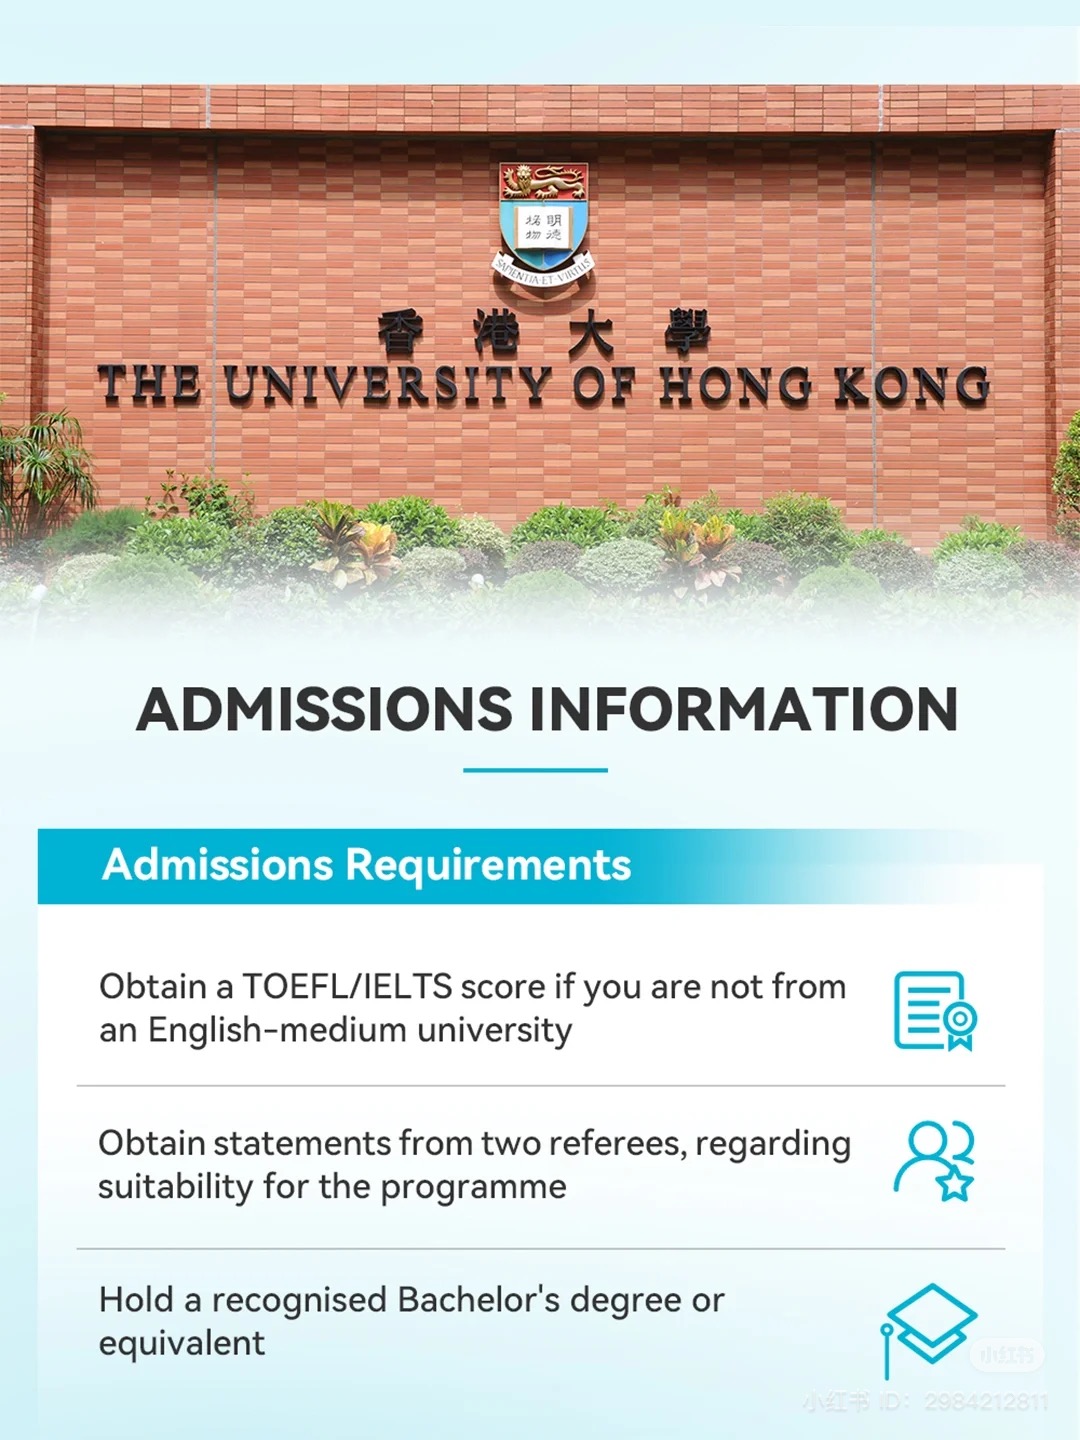 格 明
物 德
SAPIENTIA ET VIRTUS
香港大學
THE UNIVERSITY OF HONG KONG
ADMISSIONS INFORMATION
Admissions Requirements
Obtain a TOEFL/IELTS score if you are not from
an English-medium university
Obtain statements from two referees, regarding
suitability for the programme
Hold a recognised Bachelor's degree or
equivalent
小红书
小红书 ID: 2984212811